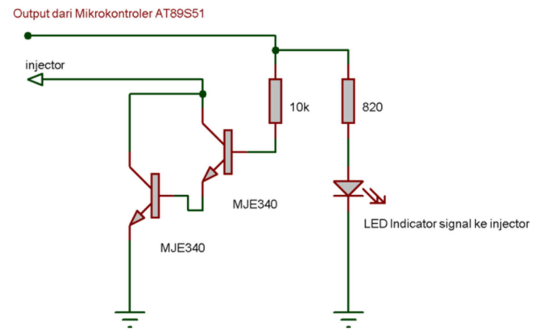 Output dari Mikrokontroler AT89S51
injector
10k
820
MJE340
LED Indicator signal ke injector
MJE340